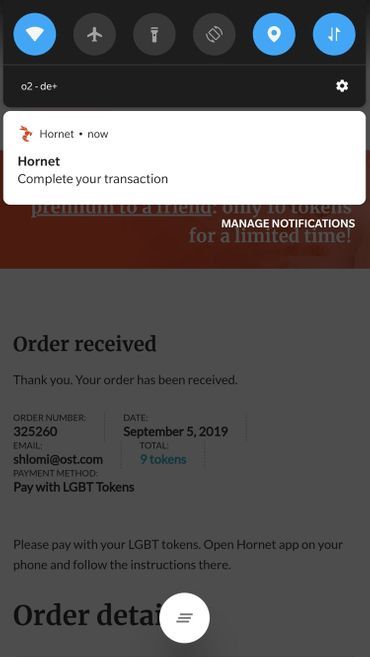 o2 - de+
Hornet • now
Hornet
Complete your transaction
premium to a friend! only 10 tokens
MANAGE NOTIFICATIONS
for a limited time!
Order received
Thank you. Your order has been received.
ORDER NUMBER:
325260
DATE:
September 5, 2019
EMAIL:
shlomi@ost.com
TOTAL:
9 tokens
PAYMENT METHOD:
Pay with LGBT Tokens
Please pay with your LGBT tokens. Open Hornet app on your
phone and follow the instructions there.
Order detai